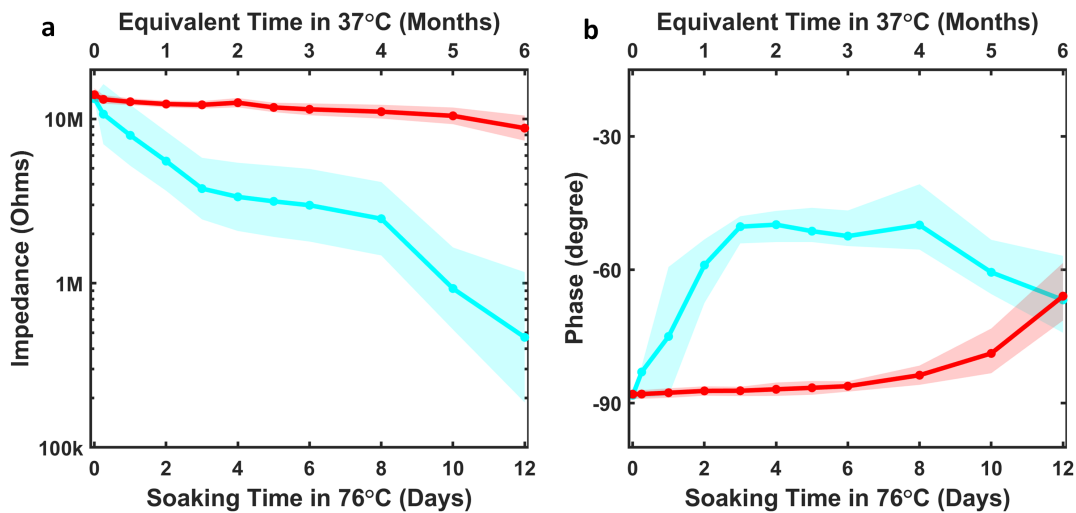 a
Equivalent Time in 37°C (Months)
0 1 2 3 4 5 6
10M
1M
100k
Impedance (Ohms)
0 2 4 6 8 10 12
Soaking Time in 76°C (Days)
b
Equivalent Time in 37°C (Months)
0 1 2 3 4 5 6
-30
-60
-90
Phase (degree)
0 2 4 6 8 10 12
Soaking Time in 76°C (Days)